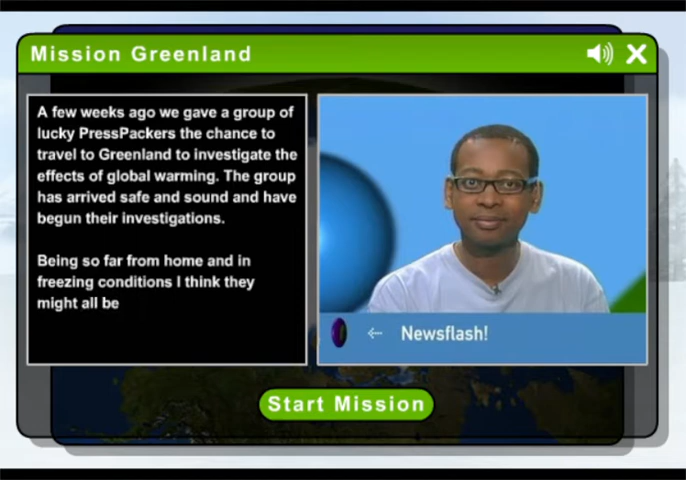 Mission Greenland
A few weeks ago we gave a group of
lucky PressPackers the chance to
travel to Greenland to investigate the
effects of global warming. The group
has arrived safe and sound and have
begun their investigations.
Being so far from home and in
freezing conditions I think they
might all be
Newsflash!
Start Mission